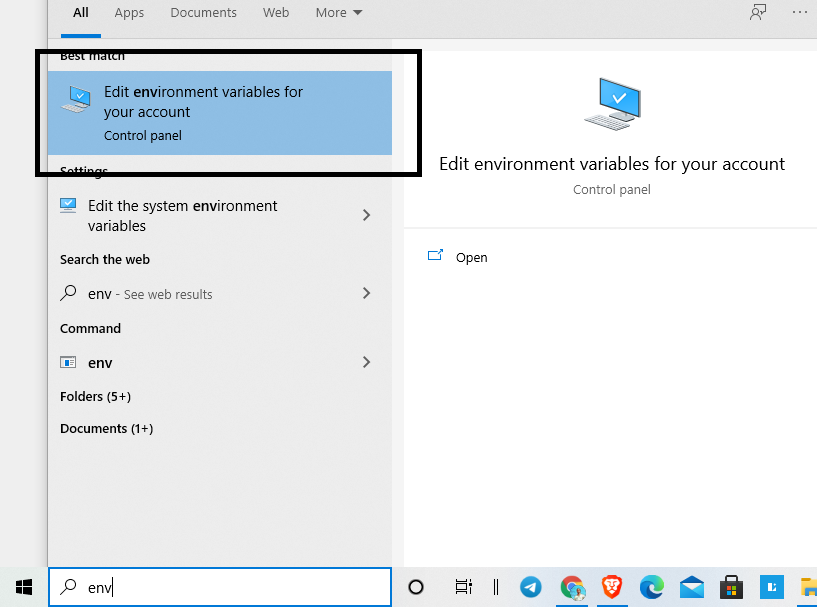 All Apps Documents Web More
Best match
Edit environment variables for
your account
Control panel
Settings
Edit the system environment
variables
Search the web
env - See web results
Command
env
Folders (5+)
Documents (1+)
Edit environment variables for your account
Control panel
Open
env